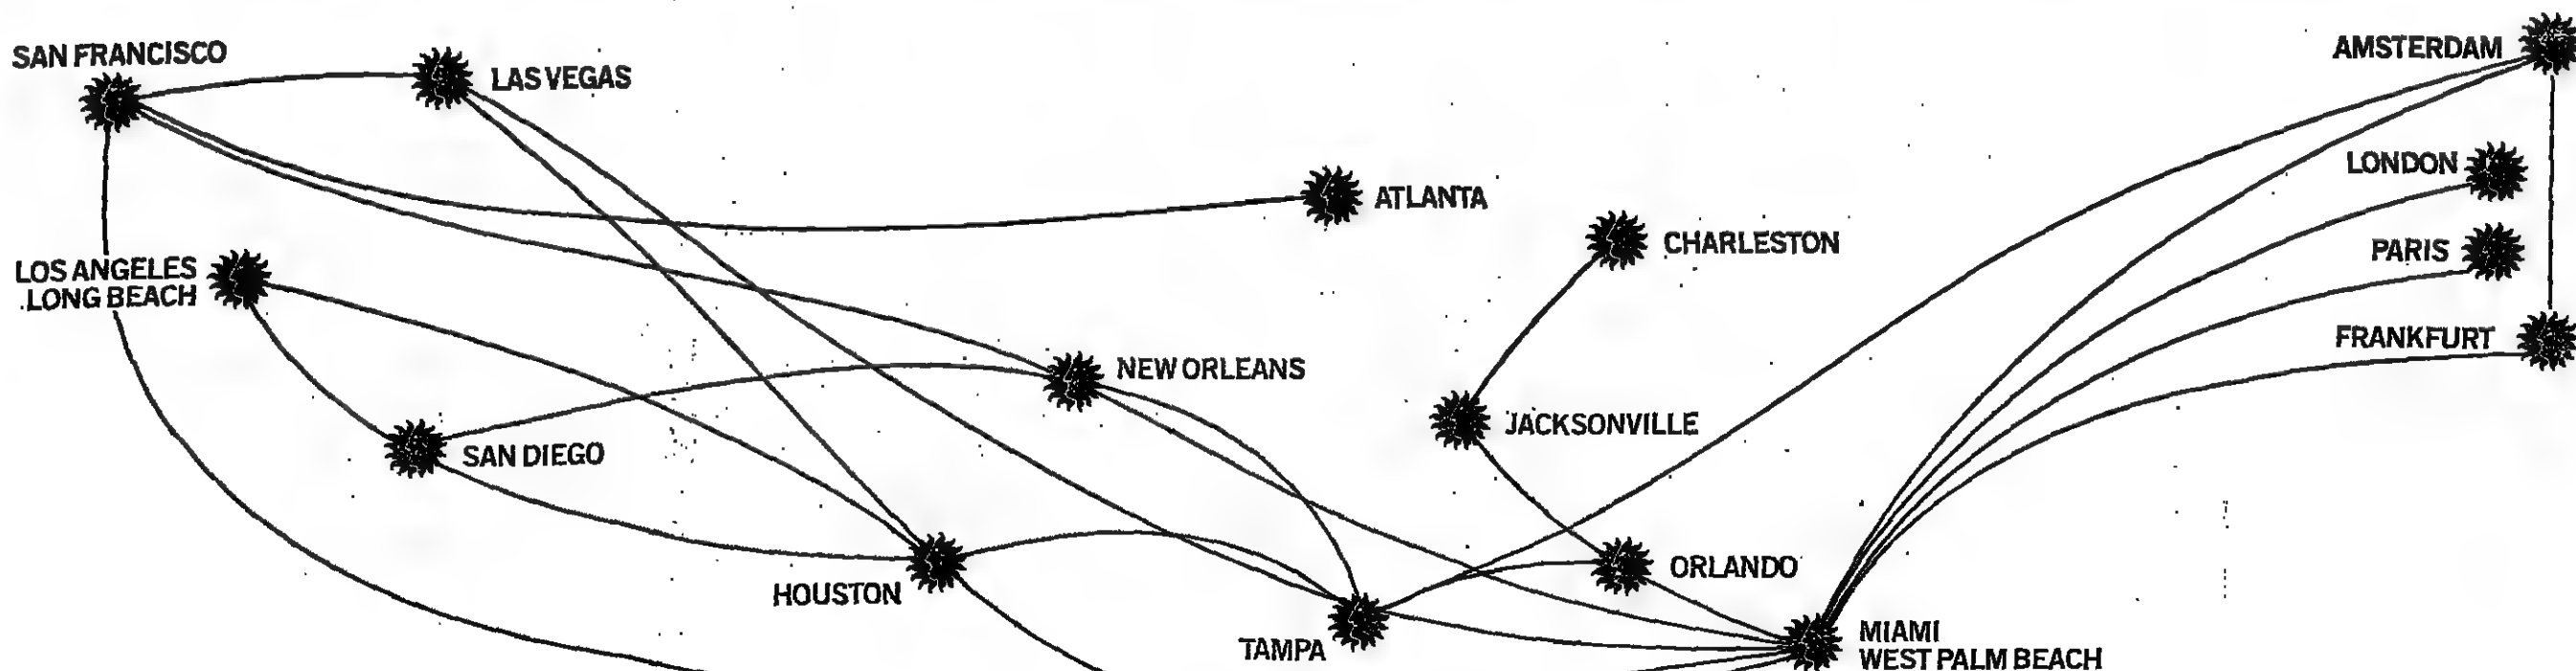 SAN FRANCISCO
LAS VEGAS
AMSTERDAM
LONDON
ATLANTA
CHARLESTON
PARIS
LOS ANGELES
LONG BEACH
FRANKFURT
NEW ORLEANS
JACKSONVILLE
SAN DIEGO
ORLANDO
HOUSTON
TAMPA
MIAMI
WEST PALM BEACH